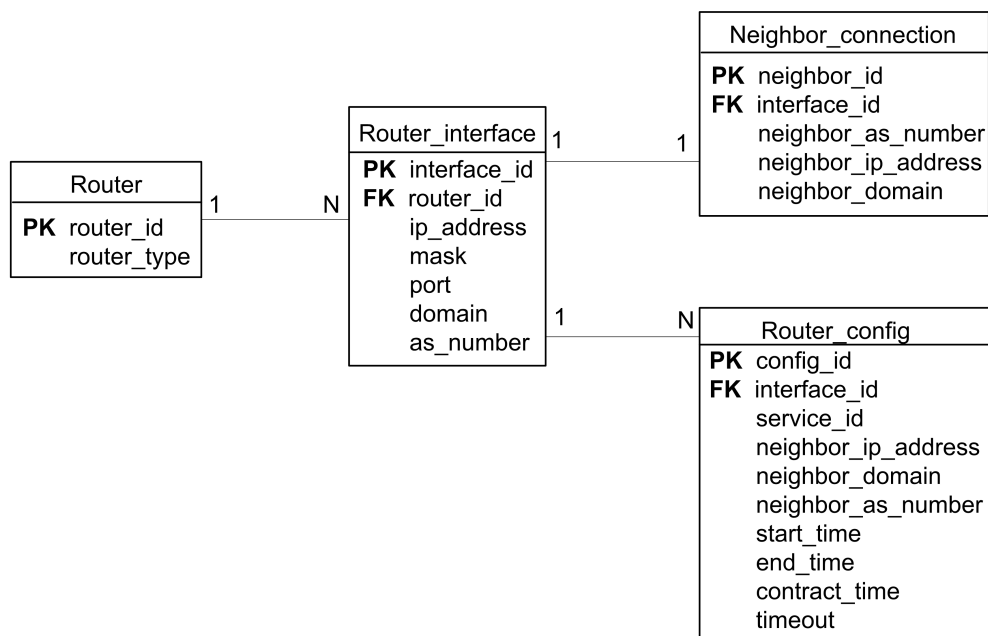 Router
PK router_id
router_type
1
N
Router_interface
PK interface_id
FK router_id
ip_address
mask
port
domain
as_number
1
1
Neighbor_connection
PK neighbor_id
FK interface_id
neighbor_as_number
neighbor_ip_address
neighbor_domain
1
N
Router_config
PK config_id
FK interface_id
service_id
neighbor_ip_address
neighbor_domain
neighbor_as_number
start_time
end_time
contract_time
timeout